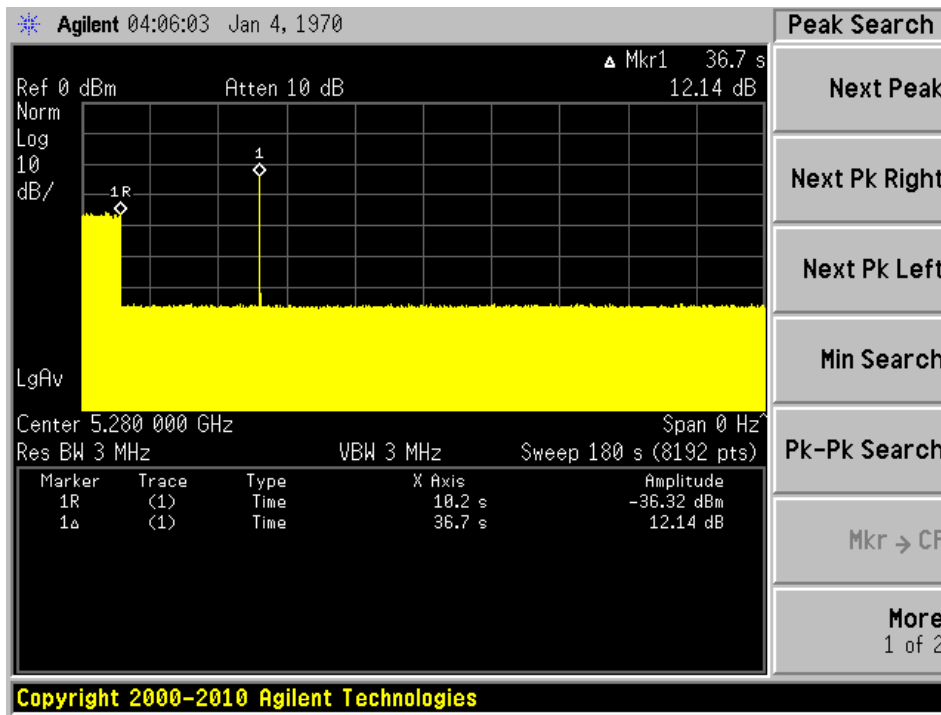 Agilent 04:06:03 Jan 4, 1970
Peak Search
Δ Mkr1 36.7 s
Ref 0 dBm Atten 10 dB 12.14 dB
Norm
Log
10
dB/
1
1R
LgAv
Center 5.280 000 GHz Span 0 Hz^
Res BW 3 MHz VBW 3 MHz Sweep 180 s (8192 pts)
Marker Trace Type X Axis Amplitude
1R (1) Time 10.2 s -36.32 dBm
1Δ (1) Time 36.7 s 12.14 dB
Next Peak
Next Pk Right
Next Pk Left
Min Search
Pk-Pk Search
Mkr → CF
More
1 of 2
Copyright 2000-2010 Agilent Technologies